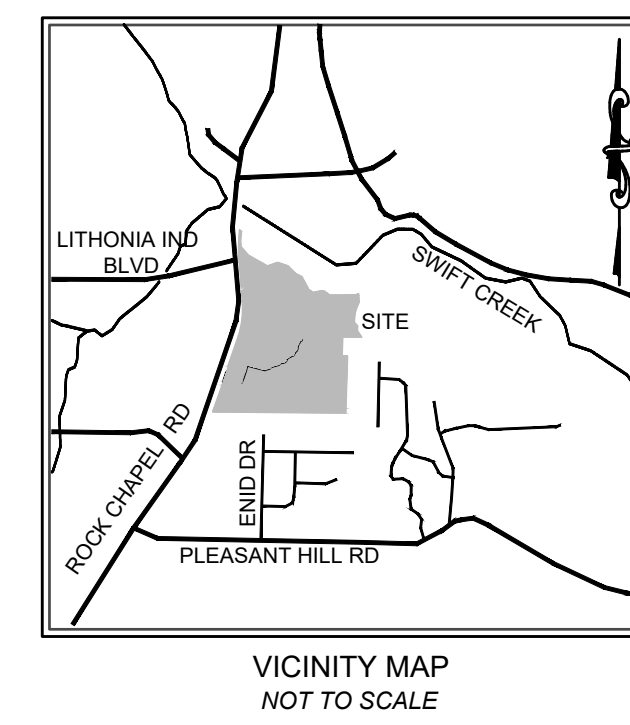 LITHONIA IND
BLVD
SWIFT CREEK
SITE
ROCK CHAPEL RD
ENID DR
PLEASANT HILL RD
VICINITY MAP
NOT TO SCALE